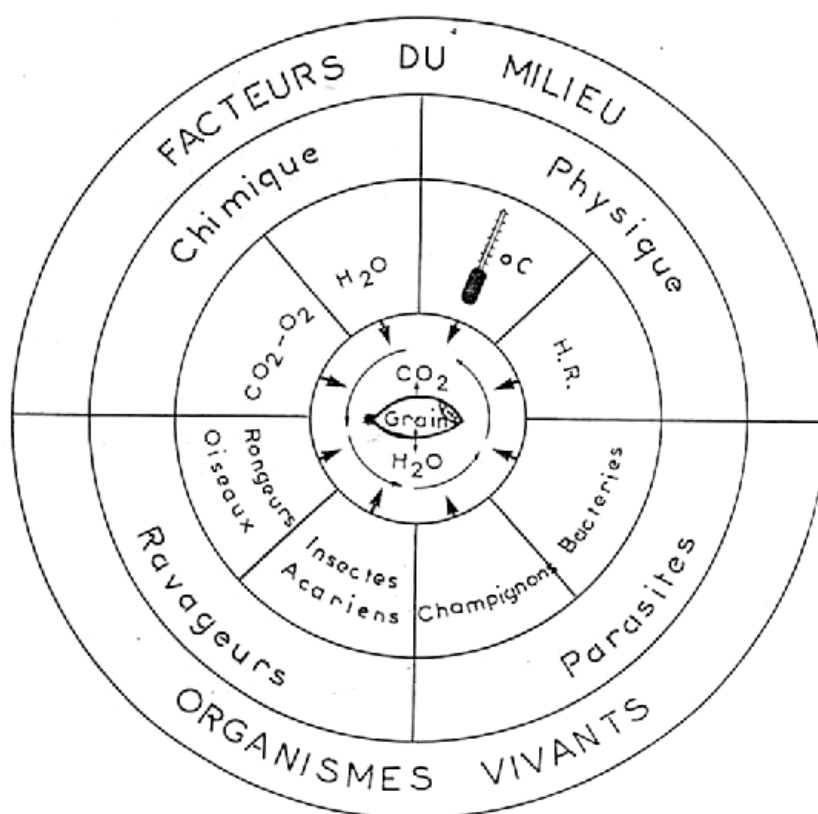 FACTEURS DU MILIEU
Chimique
Physique
CO2-O2
H2O
°C
H.R.
CO2
Grain
H2O
Rongeurs
Oiseaux
Insectes
Acariens
Champignons
Bacteries
Ravageurs
Parasites
ORGANISMES VIVANTS